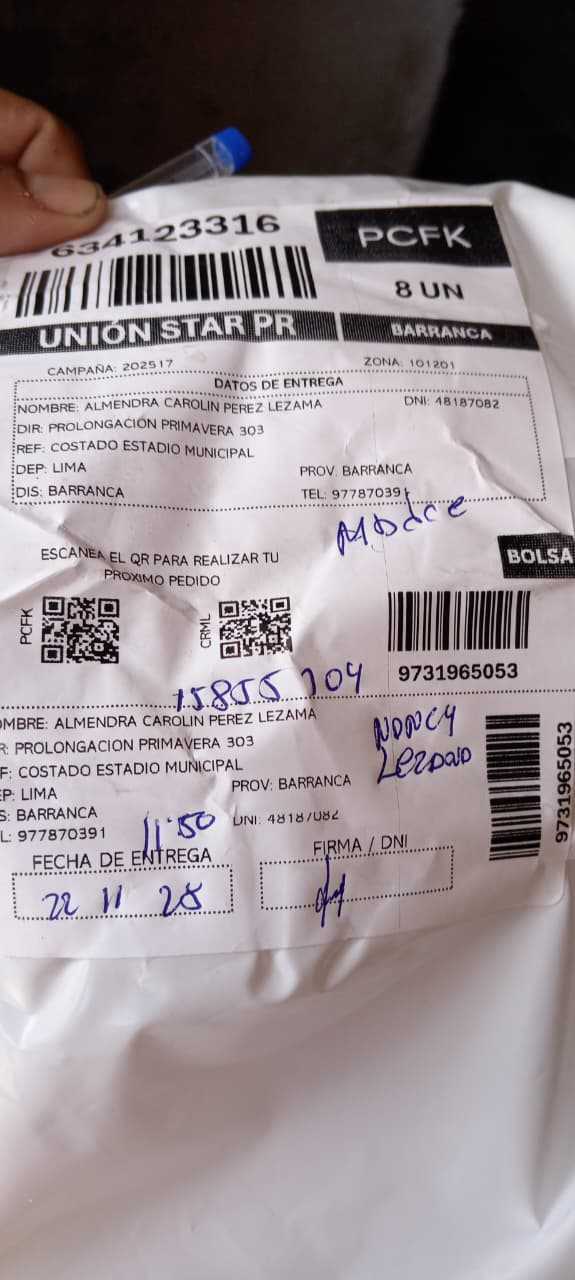 634123316
PCFK
8 UN
UNIÓN STAR PR
BARRANCA
CAMPAÑA: 202517
ZONA: 101201
DATOS DE ENTREGA
NOMBRE: ALMENDRA CAROLIN PEREZ LEZAMA
DNI: 48187082
DIR: PROLONGACIÓN PRIMAVERA 303
REF: COSTADO ESTADIO MUNICIPAL
DEP: LIMA
PROV. BARRANCA
DIS: BARRANCA
TEL: 977870391
MADRE
ESCANEA EL QR PARA REALIZAR TU
PROXIMO PEDIDO
BOLSA
PCFK
CRML
9731965053
15855104
OMBRE: ALMENDRA CAROLIN PEREZ LEZAMA
R: PROLONGACION PRIMAVERA 303
F: COSTADO ESTADIO MUNICIPAL
EP: LIMA
PROV: BARRANCA
S: BARRANCA
DNI: 48187082
L: 977870391
NANCY
11:50
9731965053
FECHA DE ENTREGA
FIRMA / DNI
22 11 25